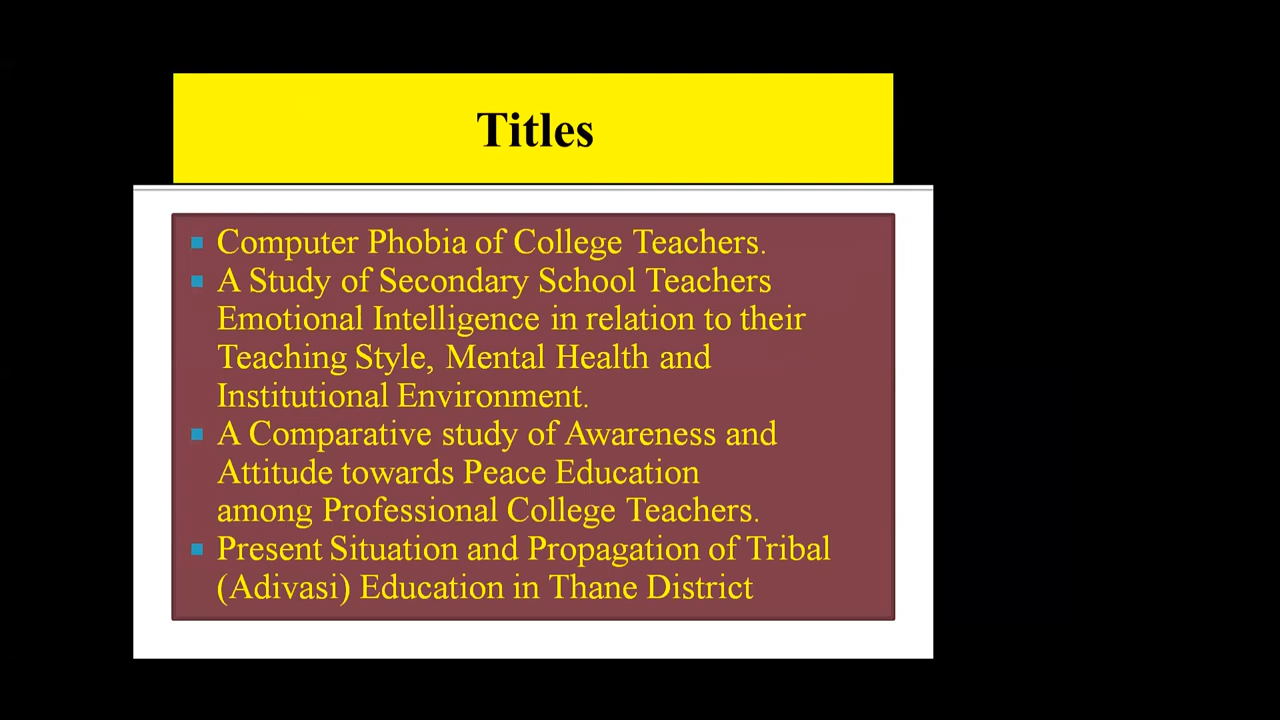 Titles
Computer Phobia of College Teachers.
A Study of Secondary School Teachers
Emotional Intelligence in relation to their
Teaching Style, Mental Health and
Institutional Environment.
A Comparative study of Awareness and
Attitude towards Peace Education
among Professional College Teachers.
Present Situation and Propagation of Tribal
(Adivasi) Education in Thane District